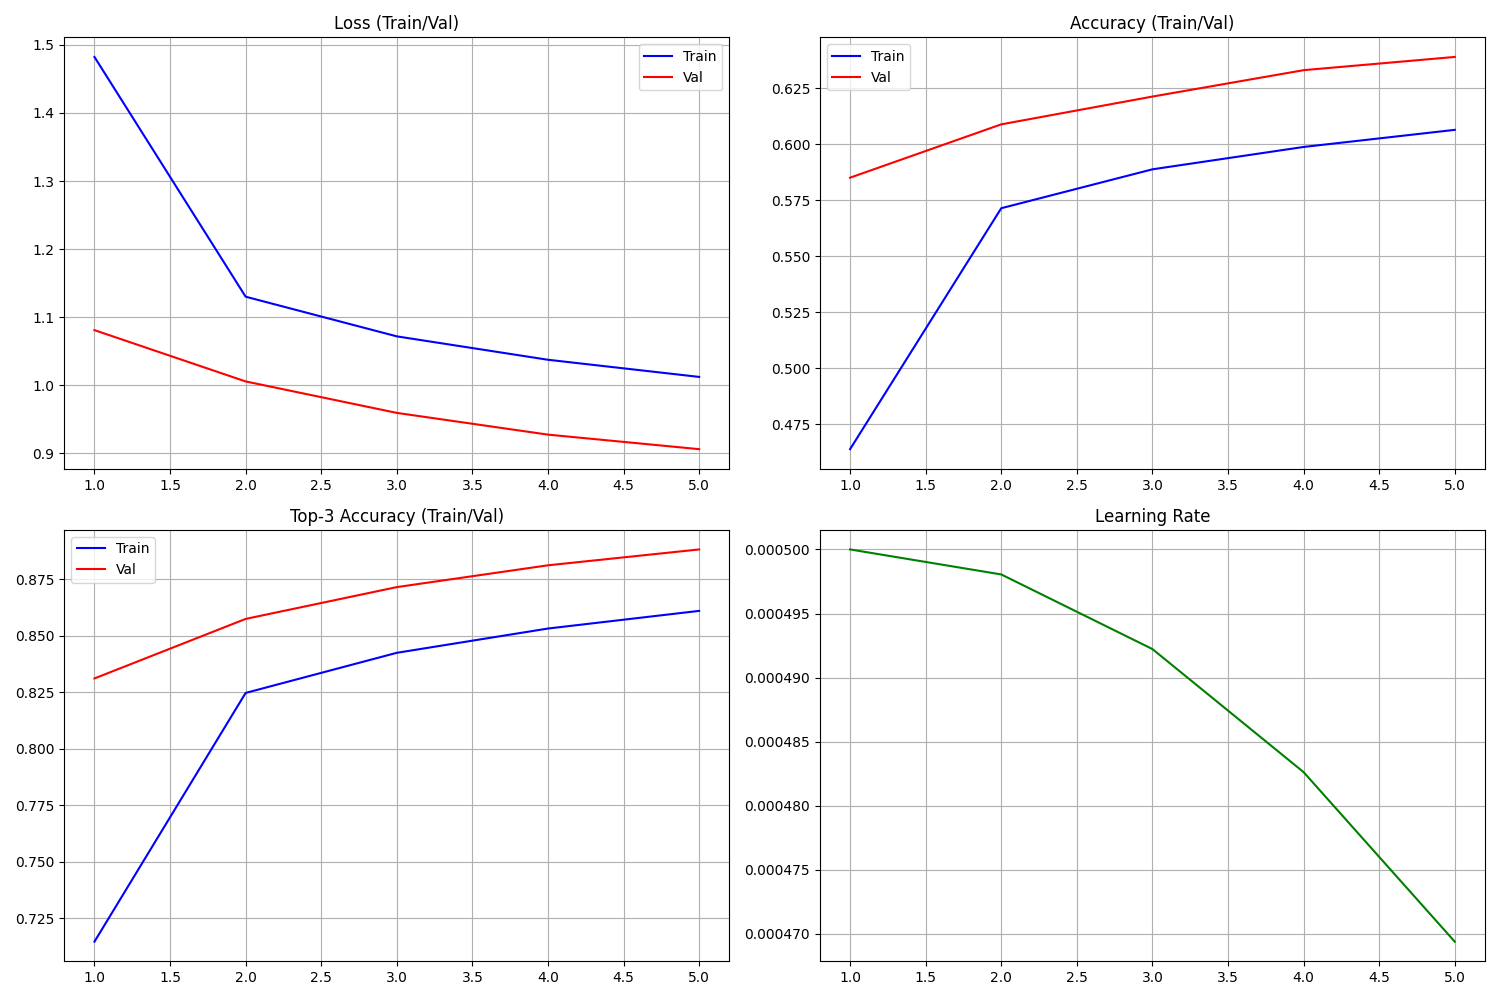 Loss (Train/Val)
Train
Val
1.5
1.4
1.3
1.2
1.1
1.0
0.9
1.0 1.5 2.0 2.5 3.0 3.5 4.0 4.5 5.0
Accuracy (Train/Val)
Train
Val
0.625
0.600
0.575
0.550
0.525
0.500
0.475
1.0 1.5 2.0 2.5 3.0 3.5 4.0 4.5 5.0
Top-3 Accuracy (Train/Val)
Train
Val
0.875
0.850
0.825
0.800
0.775
0.750
0.725
1.0 1.5 2.0 2.5 3.0 3.5 4.0 4.5 5.0
Learning Rate
0.000500
0.000495
0.000490
0.000485
0.000480
0.000475
0.000470
1.0 1.5 2.0 2.5 3.0 3.5 4.0 4.5 5.0